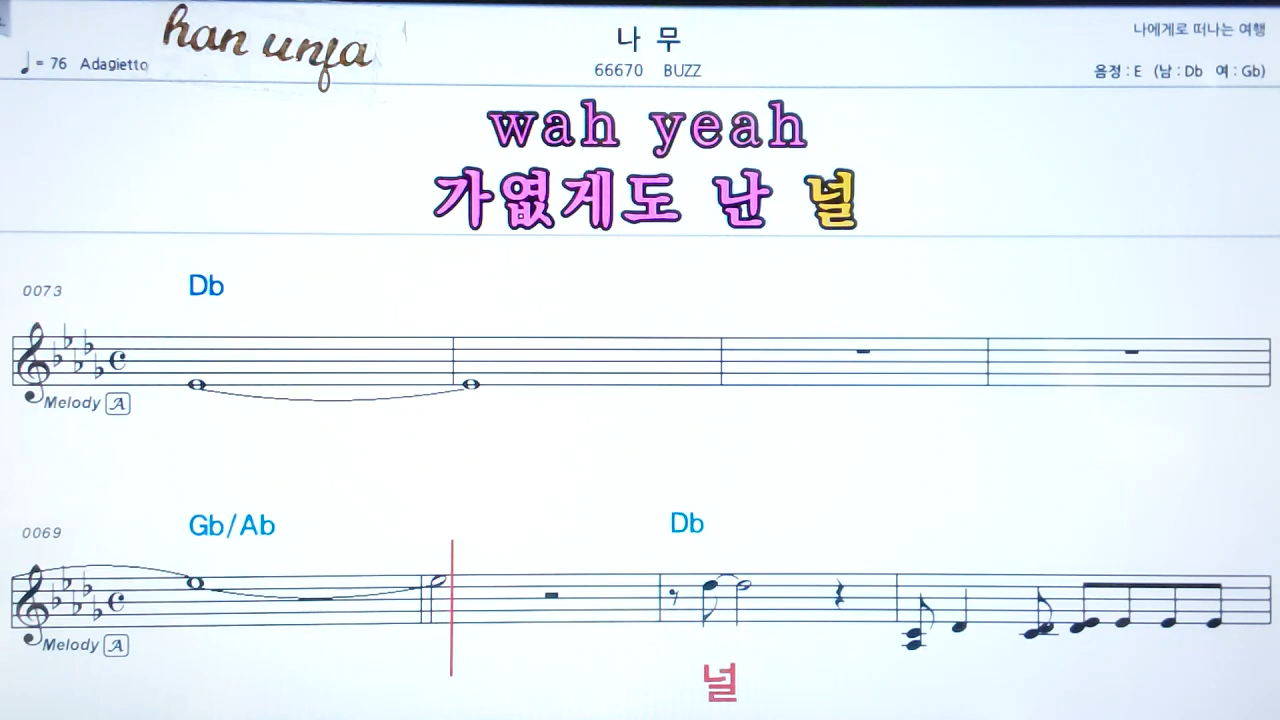 han unja
나 무
나에게로 떠나는 여행
♩ = 76 Adagietto
66670 BUZZ
음정 : E (남 : Db 여 : Gb)
wah yeah
가엾게도 난 널
0073
Db
Melody A
0069
Gb/Ab
Db
Melody A
널